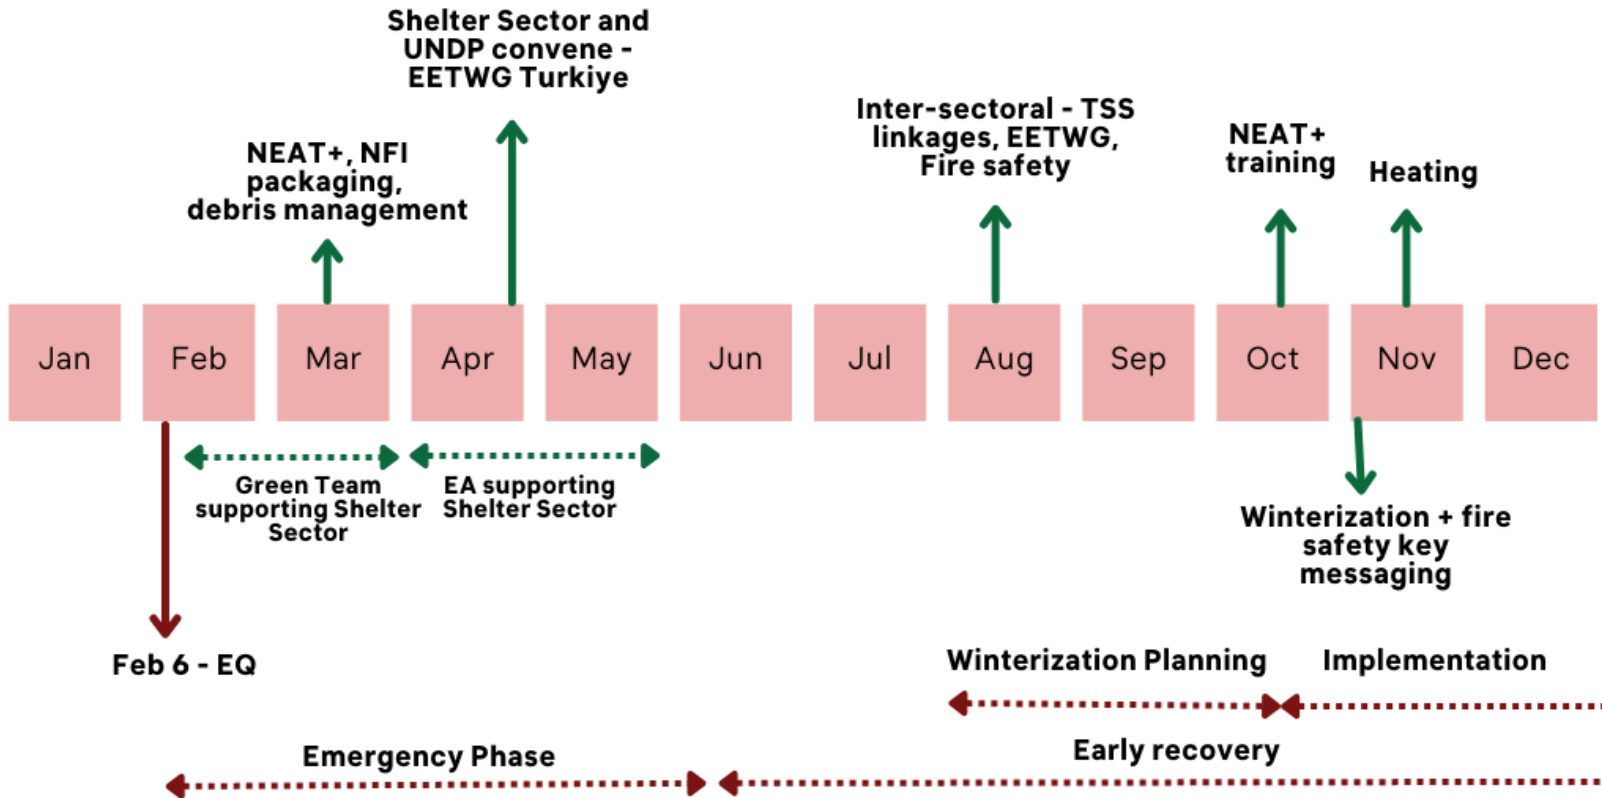 Shelter Sector and
UNDP convene -
EETWG Turkiye
NEAT+, NFI
packaging,
debris management
Inter-sectoral - TSS
linkages, EETWG,
Fire safety
NEAT+
training
Heating
Jan
Feb
Mar
Apr
May
Jun
Jul
Aug
Sep
Oct
Nov
Dec
Green Team
supporting Shelter
Sector
EA supporting
Shelter Sector
Winterization + fire
safety key
messaging
Feb 6 - EQ
Winterization Planning
Implementation
Emergency Phase
Early recovery